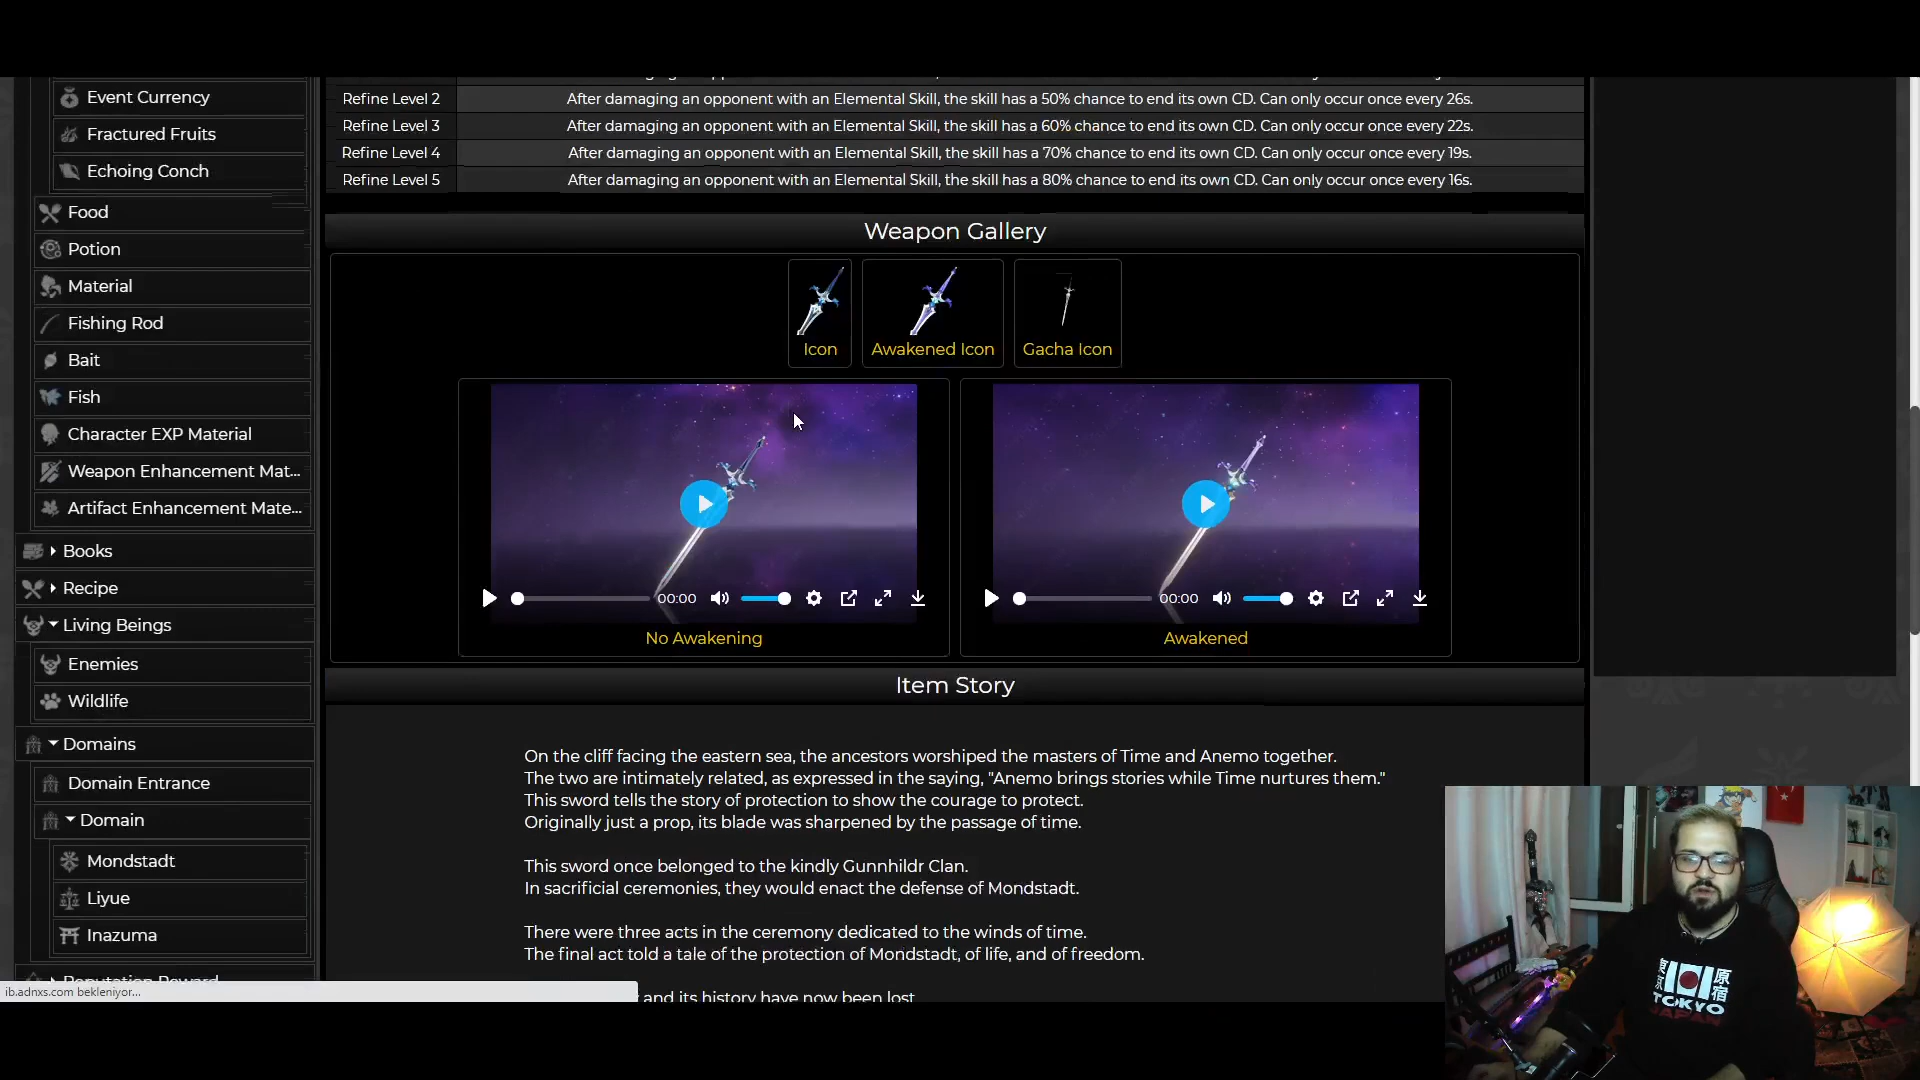 Event Currency
Fractured Fruits
Echoing Conch
Food
Potion
Material
Fishing Rod
Bait
Fish
Character EXP Material
Weapon Enhancement Mat...
Artifact Enhancement Mate...
Books
Recipe
Living Beings
Enemies
Wildlife
Domains
Domain Entrance
Domain
Mondstadt
Liyue
Inazuma
ib.adnxs.com bekleniyor...
Refine Level 2 After damaging an opponent with an Elemental Skill, the skill has a 50% chance to end its own CD. Can only occur once every 26s.
Refine Level 3 After damaging an opponent with an Elemental Skill, the skill has a 60% chance to end its own CD. Can only occur once every 22s.
Refine Level 4 After damaging an opponent with an Elemental Skill, the skill has a 70% chance to end its own CD. Can only occur once every 19s.
Refine Level 5 After damaging an opponent with an Elemental Skill, the skill has a 80% chance to end its own CD. Can only occur once every 16s.
Weapon Gallery
Icon Awakened Icon Gacha Icon
00:00 00:00
No Awakening Awakened
Item Story
On the cliff facing the eastern sea, the ancestors worshiped the masters of Time and Anemo together.
The two are intimately related, as expressed in the saying, "Anemo brings stories while Time nurtures them."
This sword tells the story of protection to show the courage to protect.
Originally just a prop, its blade was sharpened by the passage of time.
This sword once belonged to the kindly Gunnhildr Clan.
In sacrificial ceremonies, they would enact the defense of Mondstadt.
There were three acts in the ceremony dedicated to the winds of time.
The final act told a tale of the protection of Mondstadt, of life, and of freedom.
and its history have now been lost
原宿
TOKYO
JAPAN